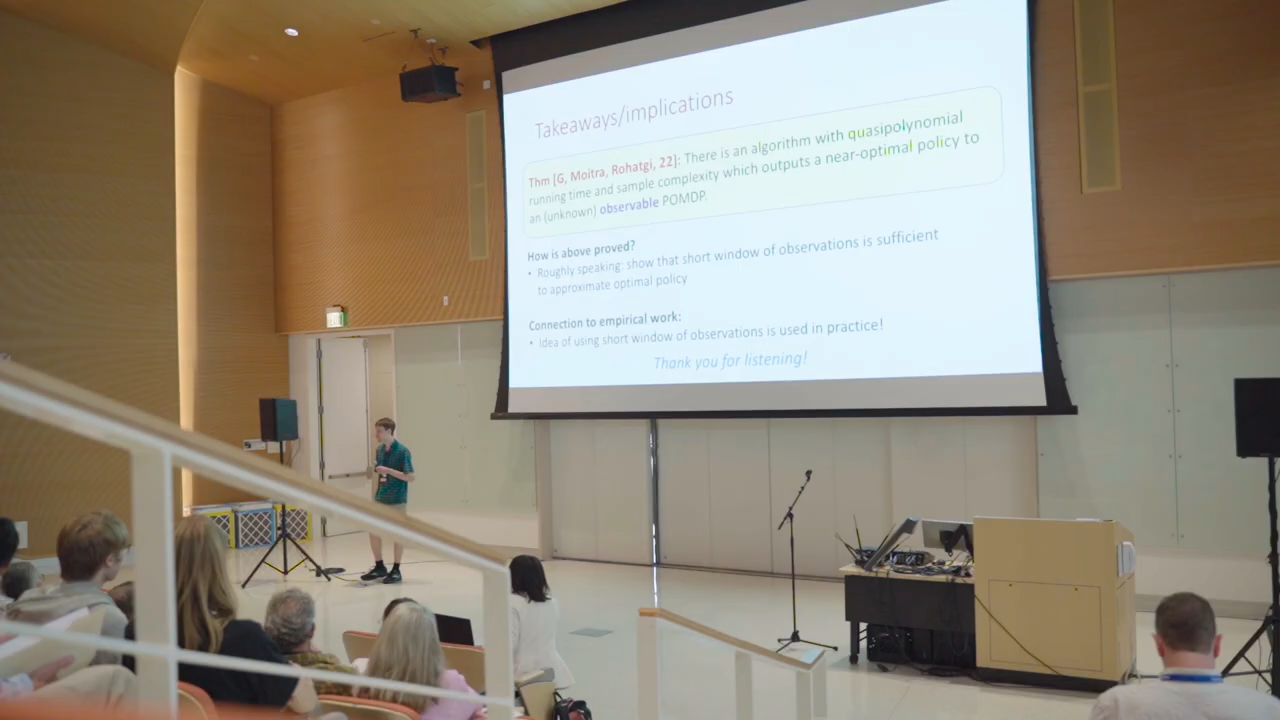 Takeaways/implications
Thm [G, Moitra, Rohatgi, 22]: There is an algorithm with quasipolynomial
running time and sample complexity which outputs a near-optimal policy to
an (unknown) observable POMDP.
How is above proved?
• Roughly speaking: show that short window of observations is sufficient
to approximate optimal policy
Connection to empirical work:
• Idea of using short window of observations is used in practice!
Thank you for listening!